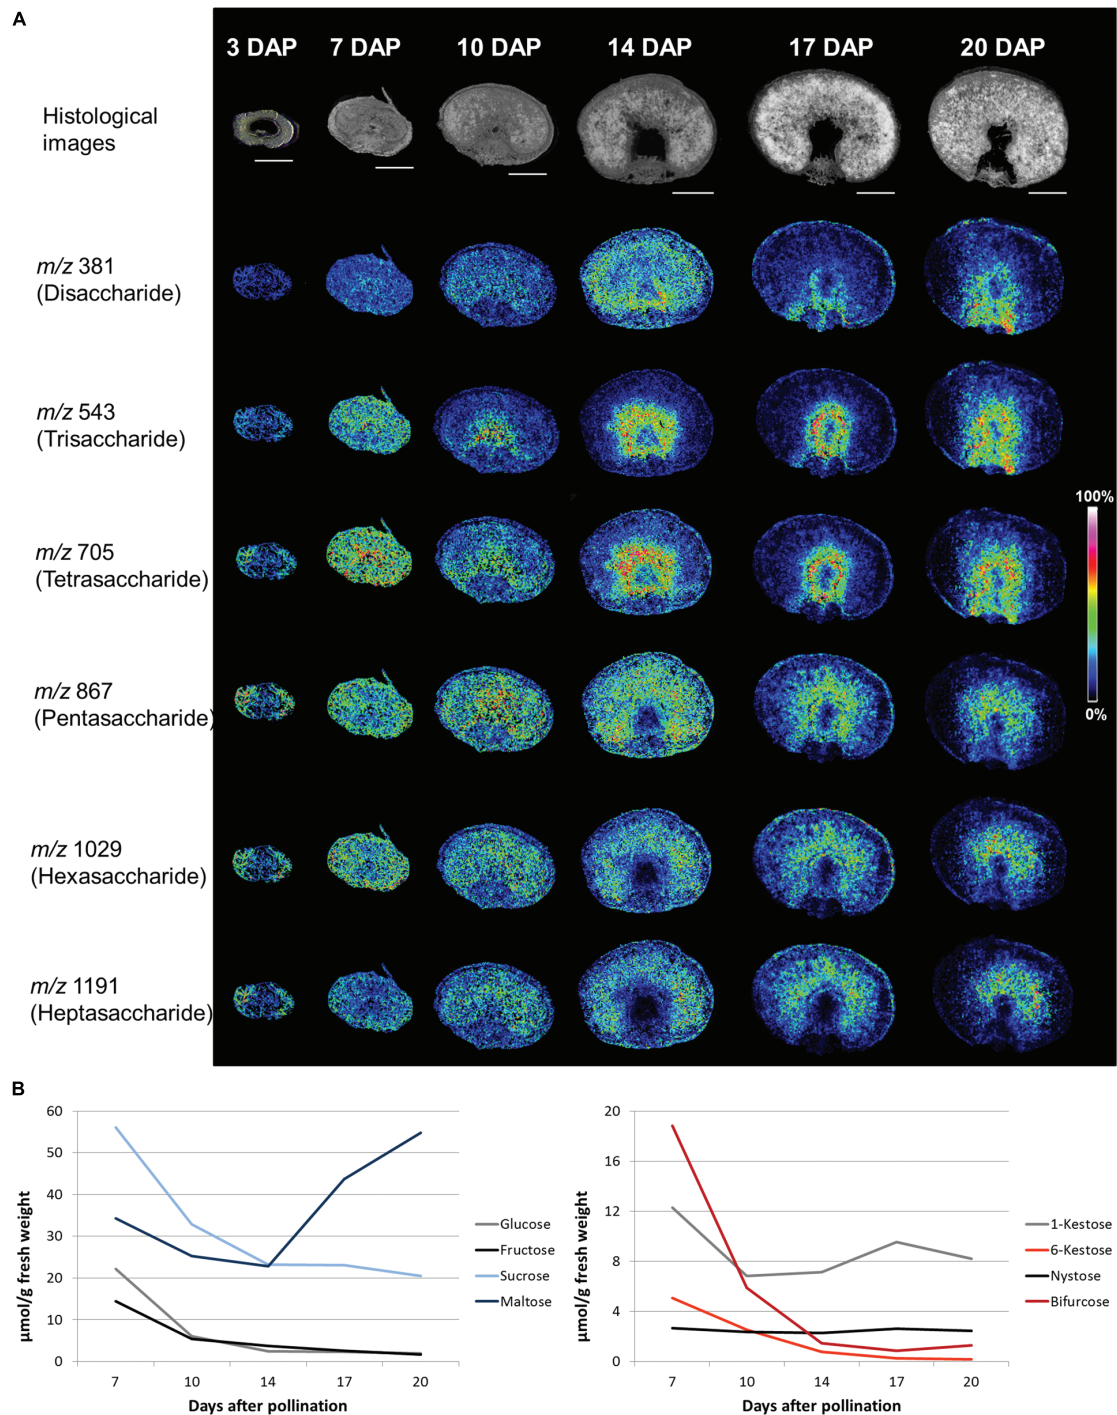 A
3 DAP 7 DAP 10 DAP 14 DAP 17 DAP 20 DAP
Histological
images
m/z 381
(Disaccharide)
m/z 543
(Trisaccharide)
m/z 705
(Tetrasaccharide)
m/z 867
(Pentasaccharide)
m/z 1029
(Hexasaccharide)
m/z 1191
(Heptasaccharide)
100%
0%
B
60
50
40
30
20
10
0
7 10 14 17 20
µmol/g fresh weight
Days after pollination
Glucose
Fructose
Sucrose
Maltose
20
16
12
8
4
0
7 10 14 17 20
µmol/g fresh weight
Days after pollination
1-Kestose
6-Kestose
Nystose
Bifurcose